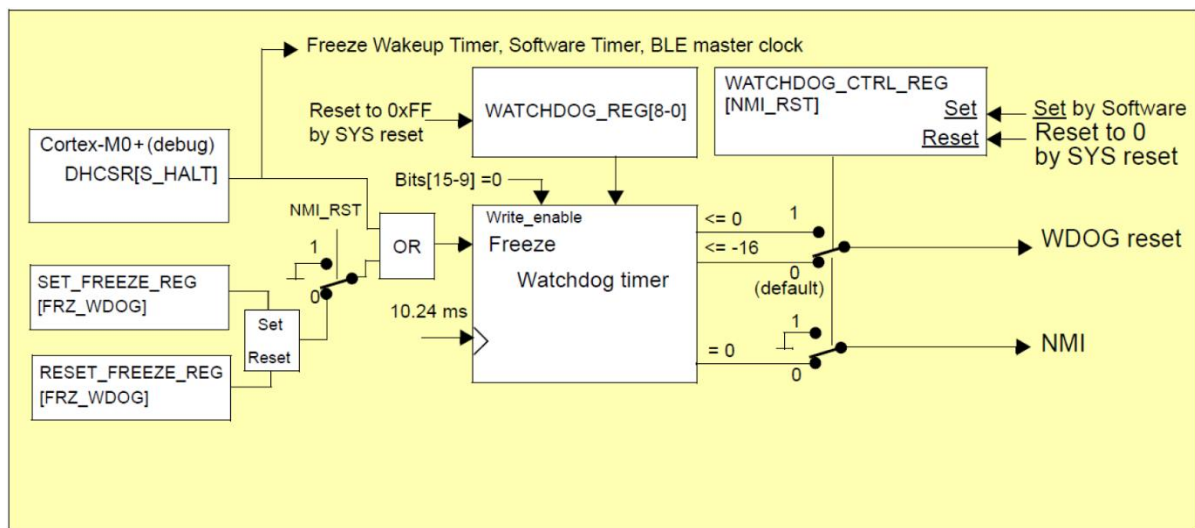 Freeze Wakeup Timer, Software Timer, BLE master clock
Reset to 0xFF
by SYS reset
WATCHDOG_REG[8-0]
WATCHDOG_CTRL_REG
[NMI_RST]
Set
Reset
Set by Software
Reset to 0
by SYS reset
Cortex-M0+ (debug)
DHCSR[S_HALT]
Bits[15-9] =0
NMI_RST
1
0
OR
Write_enable
Freeze
Watchdog timer
10.24 ms
<= 0
<= -16
= 0
1
0
(default)
WDOG reset
1
0
NMI
SET_FREEZE_REG
[FRZ_WDOG]
Set
Reset
RESET_FREEZE_REG
[FRZ_WDOG]